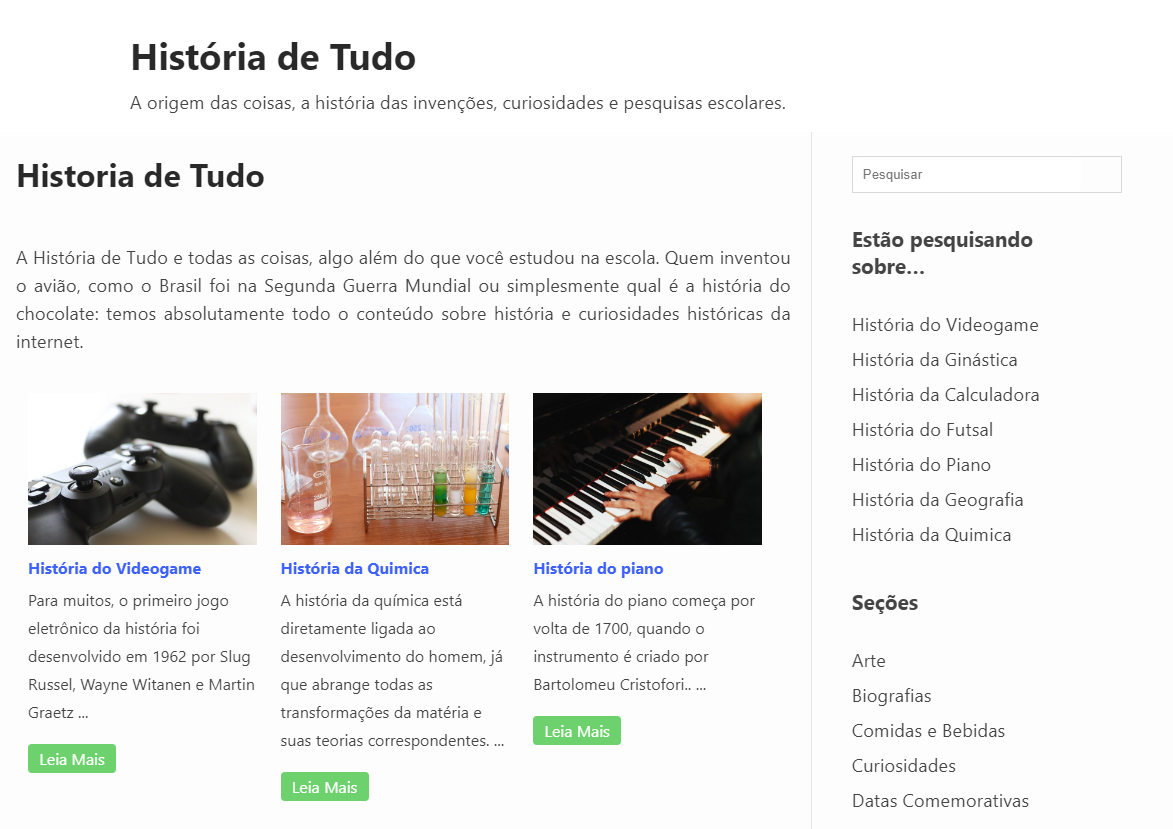 História de Tudo
A origem das coisas, a história das invenções, curiosidades e pesquisas escolares.
Historia de Tudo
A História de Tudo e todas as coisas, algo além do que você estudou na escola. Quem inventou
o avião, como o Brasil foi na Segunda Guerra Mundial ou simplesmente qual é a história do
chocolate: temos absolutamente todo o conteúdo sobre história e curiosidades históricas da
internet.
História do Videogame
Para muitos, o primeiro jogo
eletrônico da história foi
desenvolvido em 1962 por Slug
Russel, Wayne Witanen e Martin
Graetz ...
Leia Mais
História da Quimica
A história da química está
diretamente ligada ao
desenvolvimento do homem, já
que abrange todas as
transformações da matéria e
suas teorias correspondentes. ...
Leia Mais
História do piano
A história do piano começa por
volta de 1700, quando o
instrumento é criado por
Bartolomeu Cristofori.. ...
Leia Mais
Pesquisar
Estão pesquisando
sobre…
História do Videogame
História da Ginástica
História da Calculadora
História do Futsal
História do Piano
História da Geografia
História da Quimica
Seções
Arte
Biografias
Comidas e Bebidas
Curiosidades
Datas Comemorativas